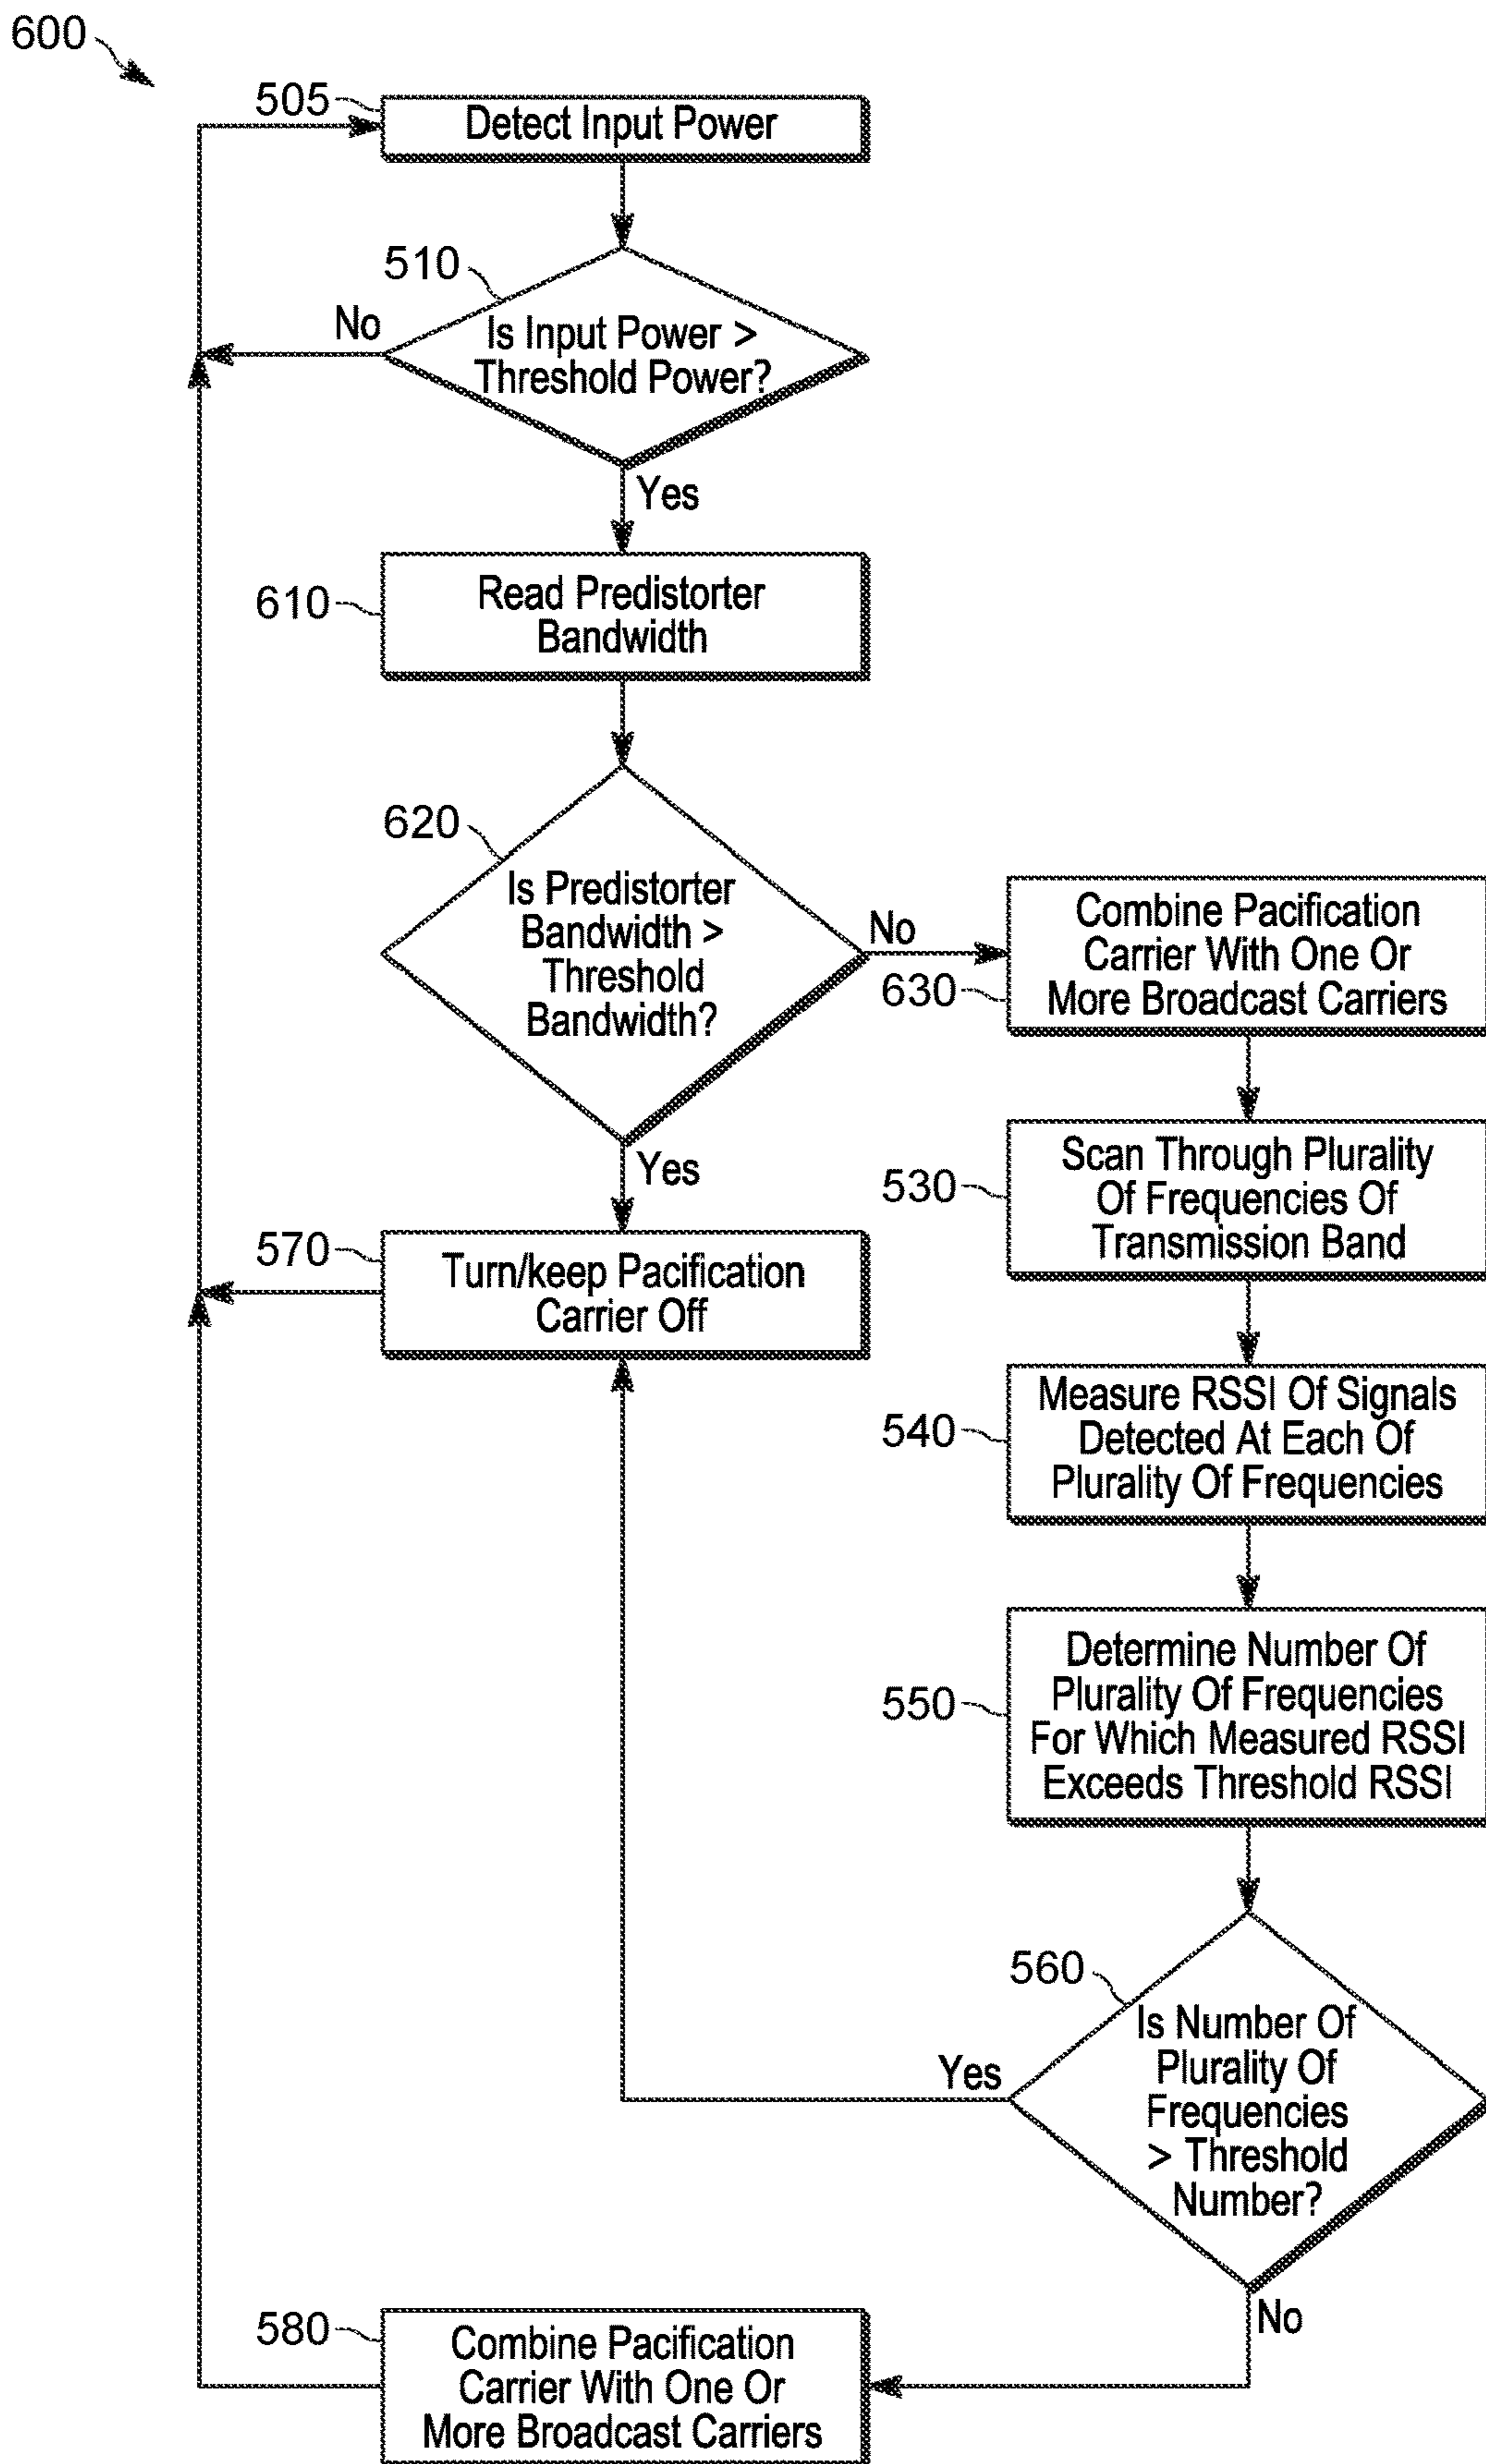 600
505
Detect Input Power
510
No
Is Input Power >
Threshold Power?
Yes
610
Read Predistorter
Bandwidth
620
Is Predistorter
Bandwidth >
Threshold
Bandwidth?
No
Yes
630
Combine Pacification
Carrier With One Or
More Broadcast Carriers
530
Scan Through Plurality
Of Frequencies Of
Transmission Band
570
Turn/keep Pacification
Carrier Off
540
Measure RSSI Of Signals
Detected At Each Of
Plurality Of Frequencies
550
Determine Number Of
Plurality Of Frequencies
For Which Measured RSSI
Exceeds Threshold RSSI
560
Is Number Of
Plurality Of
Frequencies
> Threshold
Number?
Yes
No
580
Combine Pacification
Carrier With One Or
More Broadcast Carriers